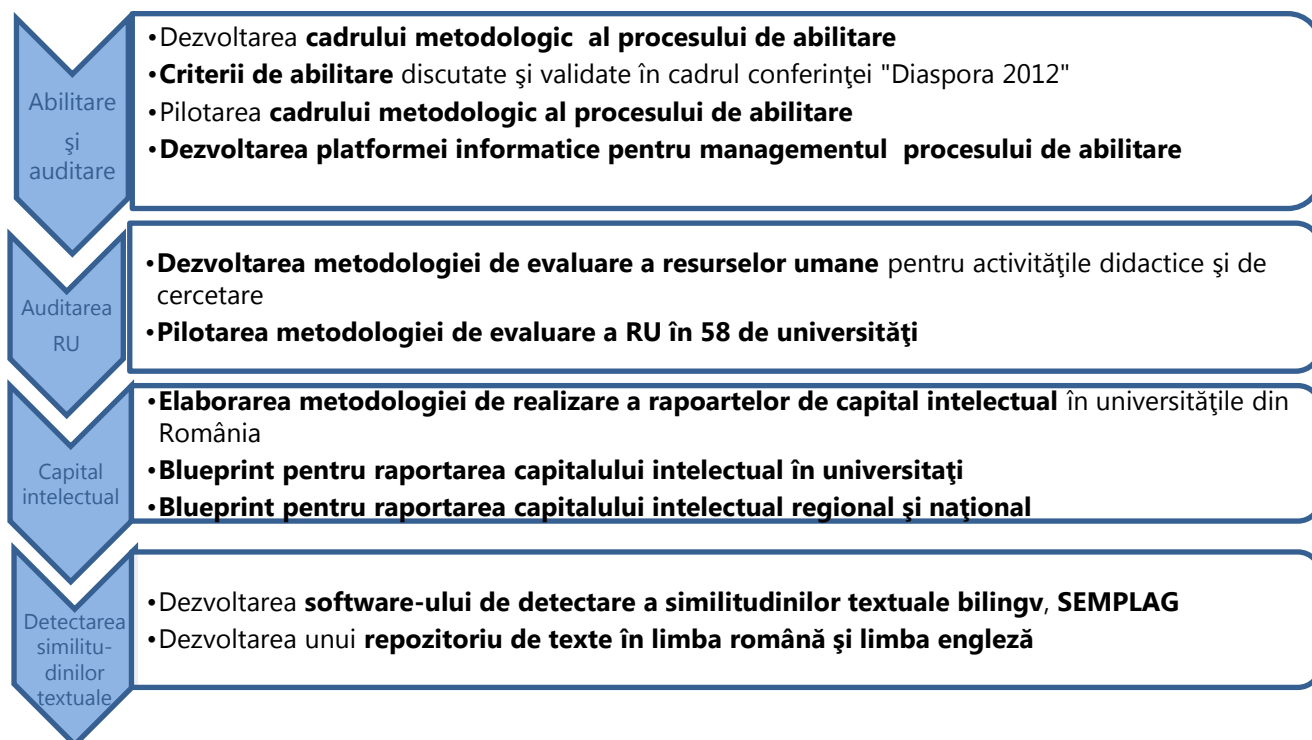 Abilitare
şi
auditare
•Dezvoltarea cadrului metodologic al procesului de abilitare
•Criterii de abilitare discutate şi validate în cadrul conferinţei "Diaspora 2012"
•Pilotarea cadrului metodologic al procesului de abilitare
•Dezvoltarea platformei informatice pentru managementul procesului de abilitare
Auditarea
RU
•Dezvoltarea metodologiei de evaluare a resurselor umane pentru activităţile didactice şi de
cercetare
•Pilotarea metodologiei de evaluare a RU în 58 de universităţi
Capital
intelectual
•Elaborarea metodologiei de realizare a rapoartelor de capital intelectual în universităţile din
România
•Blueprint pentru raportarea capitalului intelectual în universitaţi
•Blueprint pentru raportarea capitalului intelectual regional şi naţional
Detectarea
similitu-
dinilor
textuale
•Dezvoltarea software-ului de detectare a similitudinilor textuale bilingv, SEMPLAG
•Dezvoltarea unui repozitoriu de texte în limba română şi limba engleză